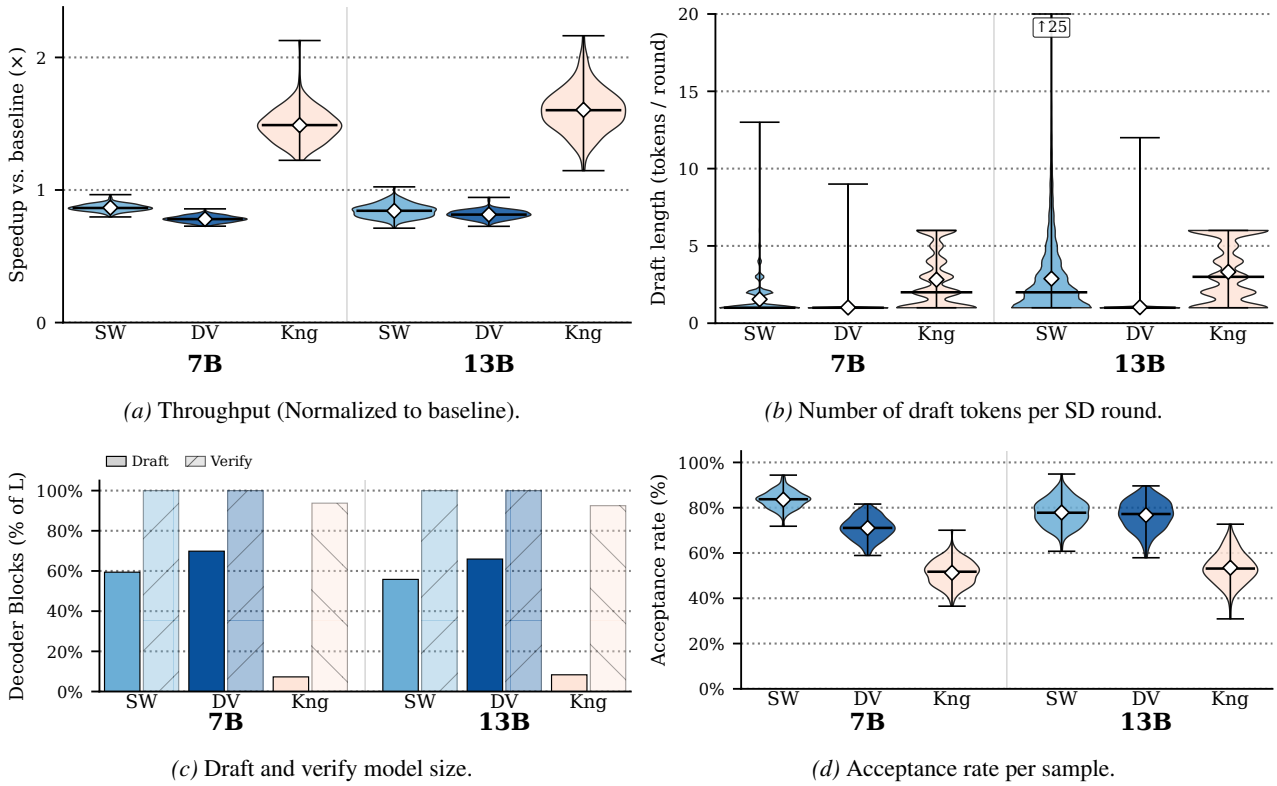 Speedup vs. baseline (×)
2
1
0
SW DV Kng SW DV Kng
7B 13B
(a) Throughput (Normalized to baseline).
Draft length (tokens / round)
20
15
10
5
0
↑25
SW DV Kng SW DV Kng
7B 13B
(b) Number of draft tokens per SD round.
Draft Verify
Decoder Blocks (% of L)
100%
80%
60%
40%
20%
0%
SW DV Kng SW DV Kng
7B 13B
(c) Draft and verify model size.
Acceptance rate (%)
100%
80%
60%
40%
20%
0%
SW DV Kng SW DV Kng
7B 13B
(d) Acceptance rate per sample.